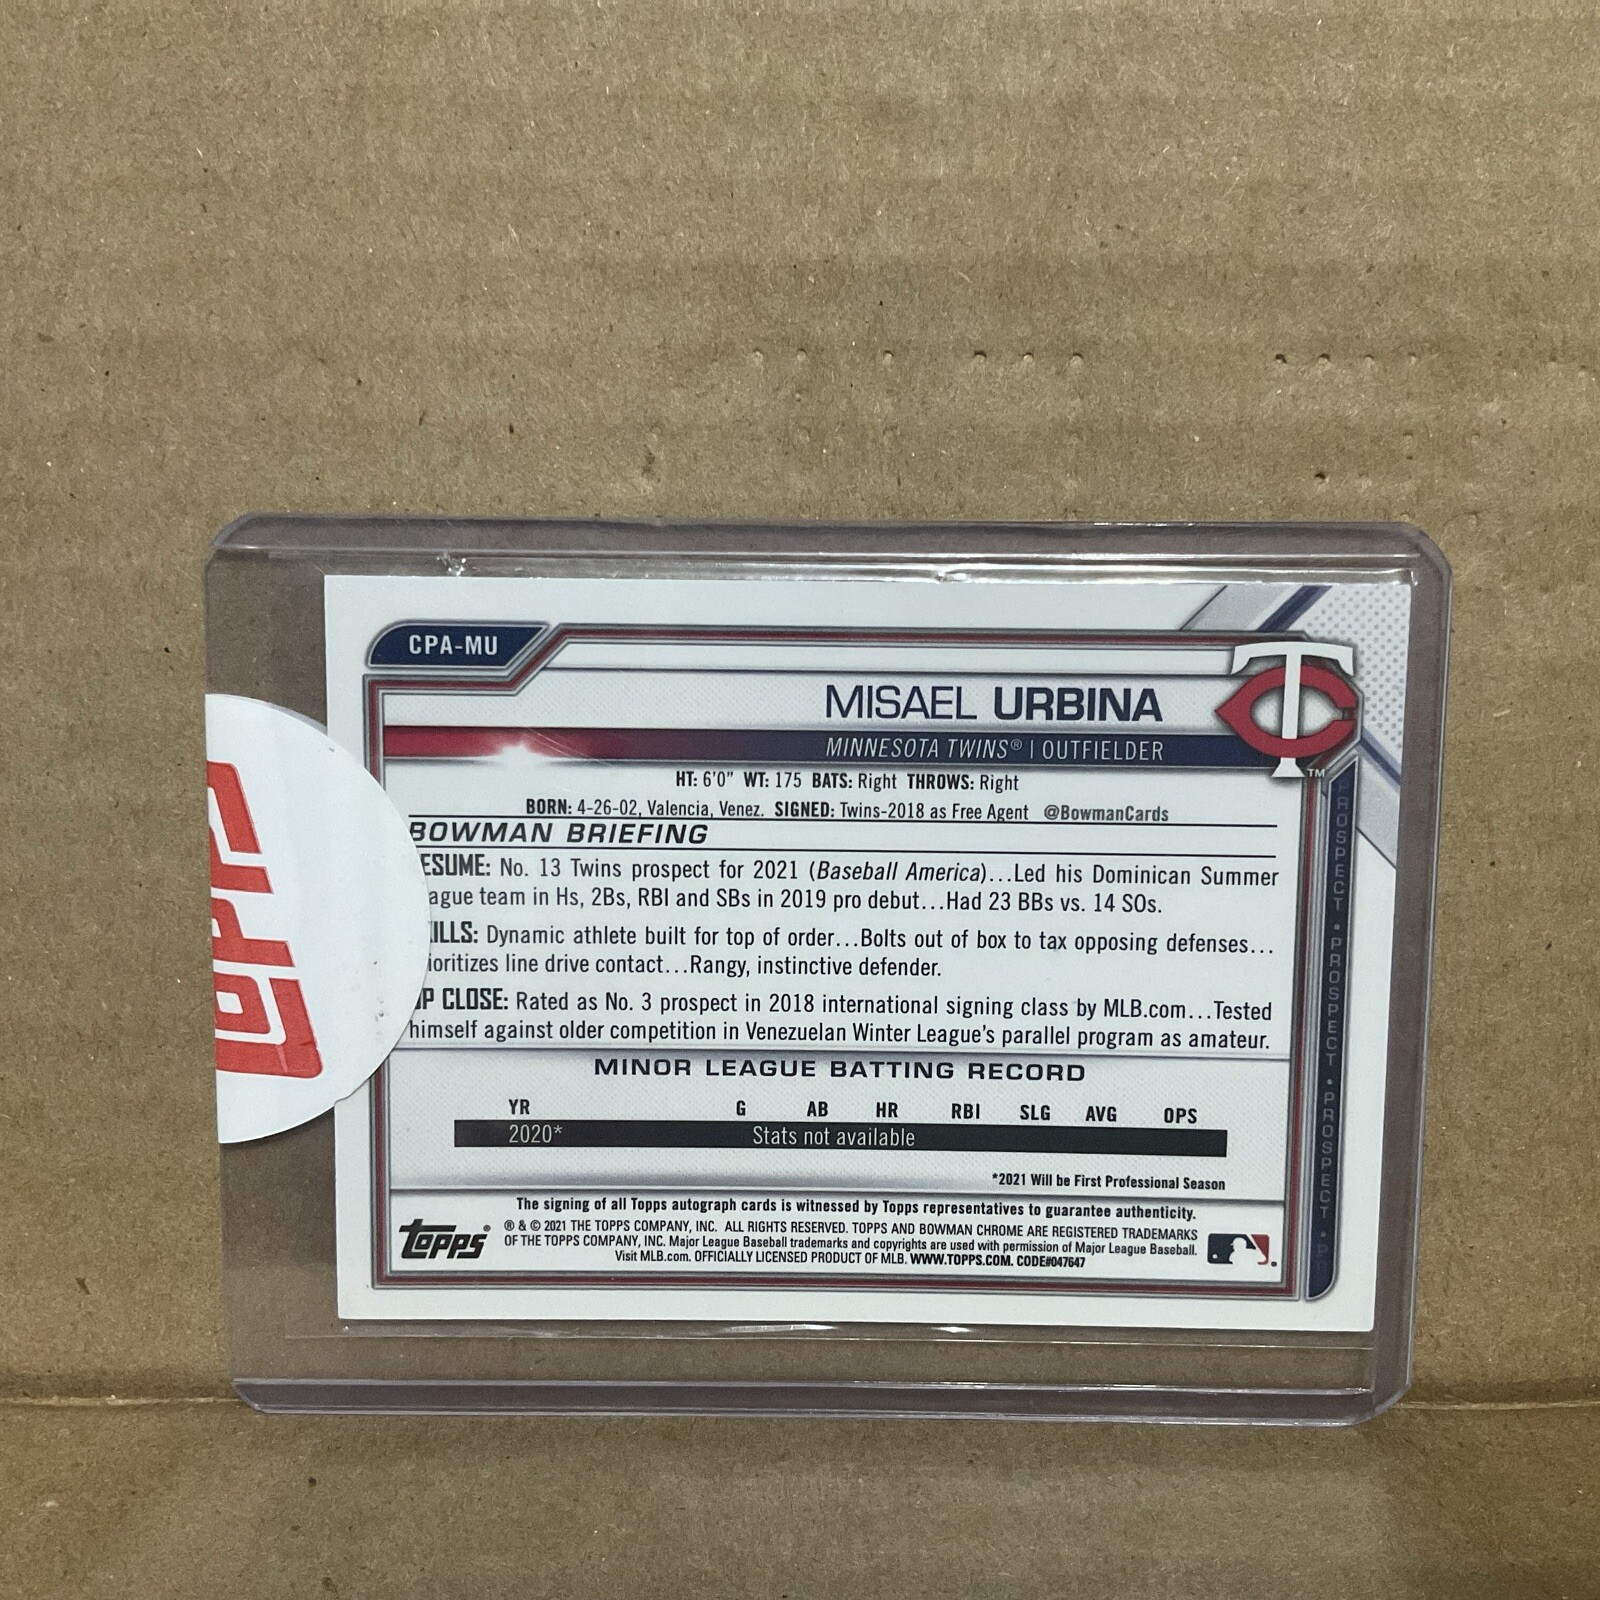 CPA-MU
MISAEL URBINA
MINNESOTA TWINS® | OUTFIELDER
HT: 6'0" WT: 175 BATS: Right THROWS: Right
BORN: 4-26-02, Valencia, Venez. SIGNED: Twins-2018 as Free Agent @BowmanCards
BOWMAN BRIEFING
ESUME: No. 13 Twins prospect for 2021 (Baseball America)...Led his Dominican Summer
ague team in Hs, 2Bs, RBI and SBs in 2019 pro debut...Had 23 BBs vs. 14 SOs.
ILLS: Dynamic athlete built for top of order...Bolts out of box to tax opposing defenses...
ioritizes line drive contact...Rangy, instinctive defender.
P CLOSE: Rated as No. 3 prospect in 2018 international signing class by MLB.com...Tested
himself against older competition in Venezuelan Winter League's parallel program as amateur.
MINOR LEAGUE BATTING RECORD
YR G AB HR RBI SLG AVG OPS
2020* Stats not available
*2021 Will be First Professional Season
The signing of all Topps autograph cards is witnessed by Topps representatives to guarantee authenticity.
Topps® ® & © 2021 THE TOPPS COMPANY, INC. ALL RIGHTS RESERVED. TOPPS AND BOWMAN CHROME ARE REGISTERED TRADEMARKS
OF THE TOPPS COMPANY, INC. Major League Baseball trademarks and copyrights are used with permission of Major League Baseball.
Visit MLB.com. OFFICIALLY LICENSED PRODUCT OF MLB. WWW.TOPPS.COM. CODE#047647
TC™
PROSPECT • PROSPECT • PROSPECT • PR